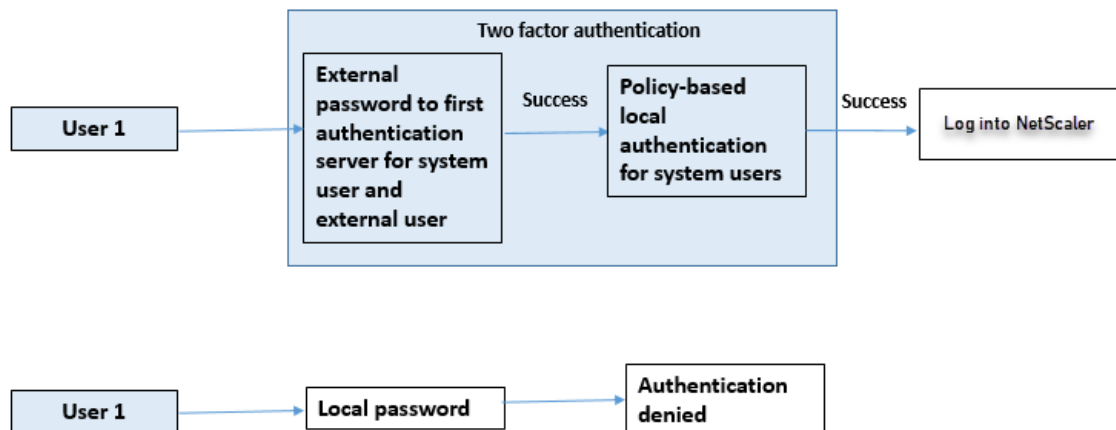 Two factor authentication
User 1
External
password to first
authentication
server for system
user and
external user
Success
Policy-based
local
authentication
for system users
Success
Log into NetScaler
User 1
Local password
Authentication
denied